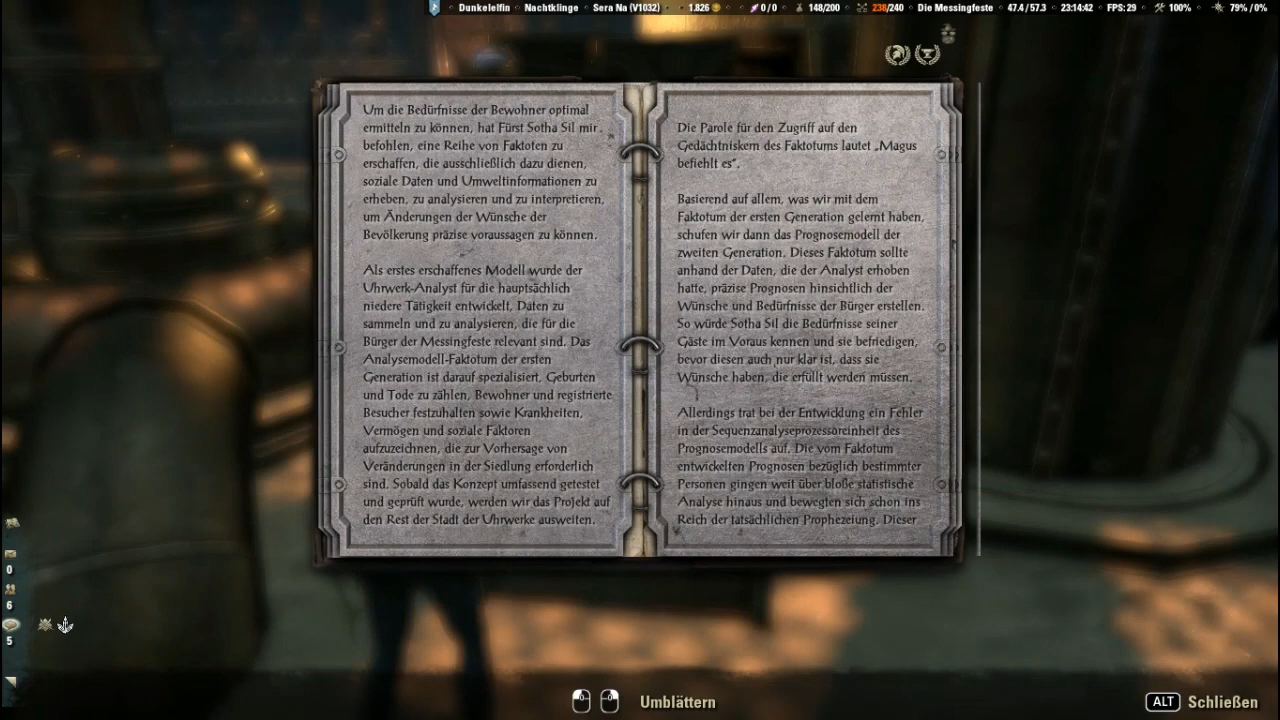 Dunkelelfin
Nachtklinge
Sera Na (V1032)
1.826
0 / 0
148/200
238/240
Die Messingfeste
47.4 / 57.3
23:14:42
FPS: 29
100%
79% / 0%
Um die Bedürfnisse der Bewohner optimal
ermitteln zu können, hat Fürst Sotha Sil mir
befohlen, eine Reihe von Faktoten zu
erschaffen, die ausschließlich dazu dienen,
soziale Daten und Umweltinformationen zu
erheben, zu analysieren und zu interpretieren,
um Änderungen der Wünsche der
Bevölkerung präzise voraussagen zu können.
Als erstes erschaffenes Modell wurde der
Uhrwerk-Analyst für die hauptsächlich
niedere Tätigkeit entwickelt, Daten zu
sammeln und zu analysieren, die für die
Bürger der Messingfeste relevant sind. Das
Analysemodell-Faktotum der ersten
Generation ist darauf spezialisiert, Geburten
und Tode zu zählen, Bewohner und registrierte
Besucher festzuhalten sowie Krankheiten,
Vermögen und soziale Faktoren
aufzuzeichnen, die zur Vorhersage von
Veränderungen in der Siedlung erforderlich
sind. Sobald das Konzept umfassend getestet
und geprüft wurde, werden wir das Projekt auf
den Rest der Stadt der Uhrwerke ausweiten.
Die Parole für den Zugriff auf den
Gedächtniskern des Faktotums lautet „Magus
befiehlt es“.
Basierend auf allem, was wir mit dem
Faktotum der ersten Generation gelernt haben,
schufen wir dann das Prognosemodell der
zweiten Generation. Dieses Faktotum sollte
anhand der Daten, die der Analyst erhoben
hatte, präzise Prognosen hinsichtlich der
Wünsche und Bedürfnisse der Bürger erstellen.
So würde Sotha Sil die Bedürfnisse seiner
Gäste im Voraus kennen und sie befriedigen,
bevor diesen auch nur klar ist, dass sie
Wünsche haben, die erfüllt werden müssen.
Allerdings trat bei der Entwicklung ein Fehler
in der Sequenzanalyseprozessoreinheit des
Prognosemodells auf. Die vom Faktotum
entwickelten Prognosen bezüglich bestimmter
Personen gingen weit über bloße statistische
Analyse hinaus und bewegten sich schon ins
Reich der tatsächlichen Prophezeiung. Dieser
0
6
5
Umblättern
ALT Schließen